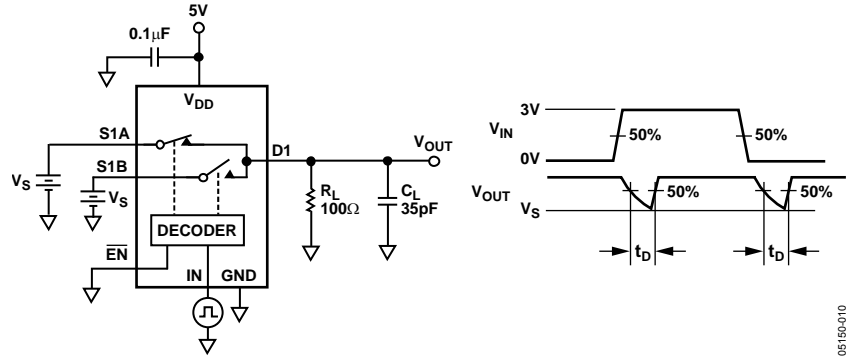 5V
0.1μF
VDD
S1A
S1B
D1
VOUT
VS
VS
RL
100Ω
CL
35pF
DECODER
EN
IN
GND
3V
VIN
0V
50%
50%
VOUT
VS
50%
50%
tD
tD
05150-010